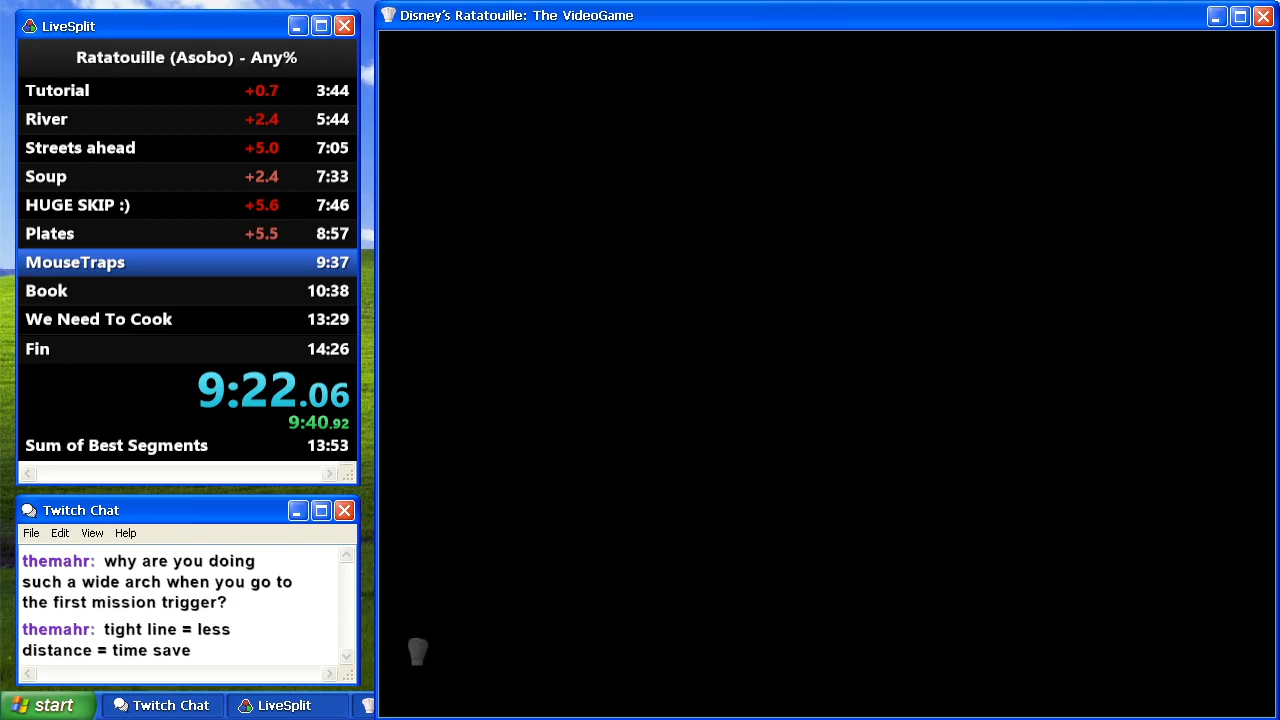 LiveSplit
Ratatouille (Asobo) - Any%
Tutorial +0.7 3:44
River +2.4 5:44
Streets ahead +5.0 7:05
Soup +2.4 7:33
HUGE SKIP :) +5.6 7:46
Plates +5.5 8:57
MouseTraps 9:37
Book 10:38
We Need To Cook 13:29
Fin 14:26
9:22.06
9:40.92
Sum of Best Segments 13:53
Twitch Chat
File Edit View Help
themahr: why are you doing
such a wide arch when you go to
the first mission trigger?
themahr: tight line = less
distance = time save
start Twitch Chat LiveSplit
Disney's Ratatouille: The VideoGame